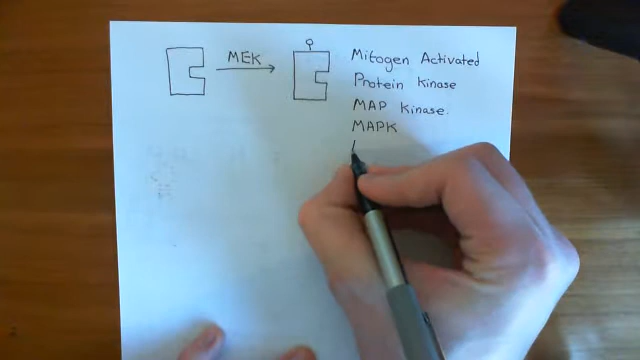 MEK
Mitogen Activated
Protein Kinase
MAP Kinase.
MAPK